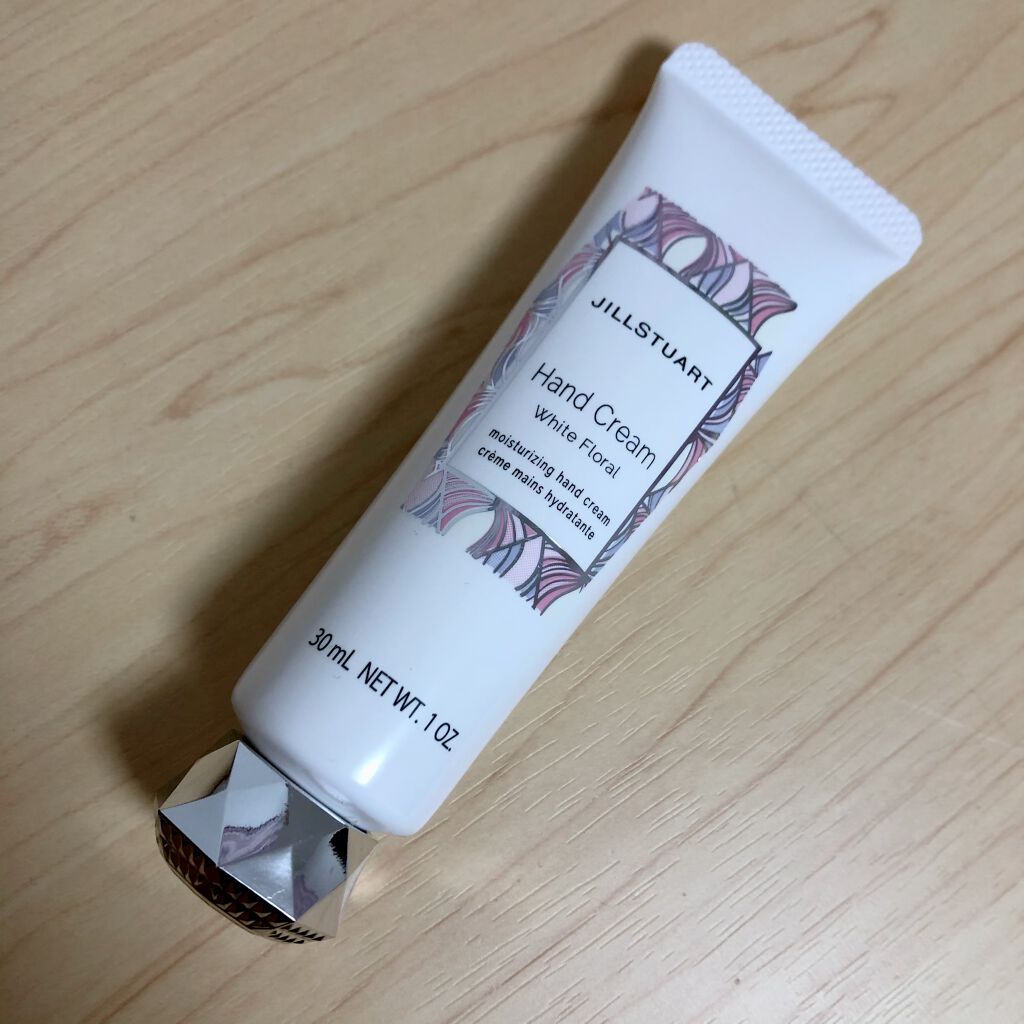 JILLSTUART
Hand Cream
White Floral
moisturizing hand cream
crème mains hydratante
30 mL NET WT. 1 OZ.